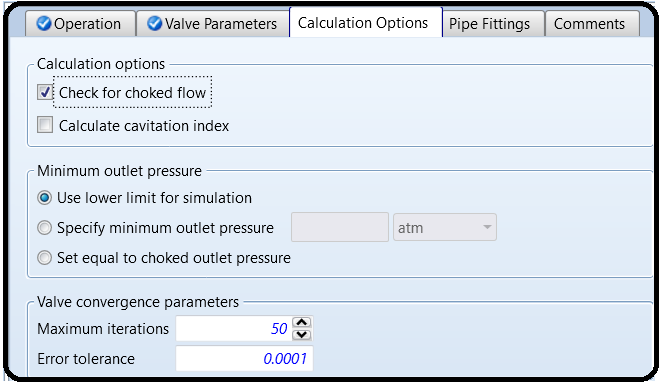 Operation Valve Parameters Calculation Options Pipe Fittings Comments
Calculation options
Check for choked flow
Calculate cavitation index
Minimum outlet pressure
Use lower limit for simulation
Specify minimum outlet pressure atm
Set equal to choked outlet pressure
Valve convergence parameters
Maximum iterations 50
Error tolerance 0.0001